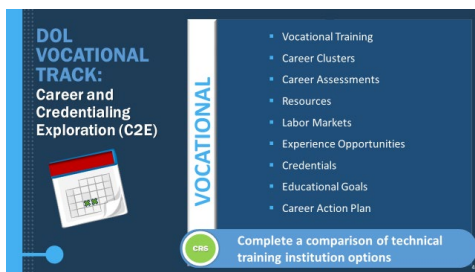 DOL
VOCATIONAL
TRACK:
Career and
Credentialing
Exploration (C2E)
VOCATIONAL
Vocational Training
Career Clusters
Career Assessments
Resources
Labor Markets
Experience Opportunities
Credentials
Educational Goals
Career Action Plan
CRS
Complete a comparison of technical
training institution options